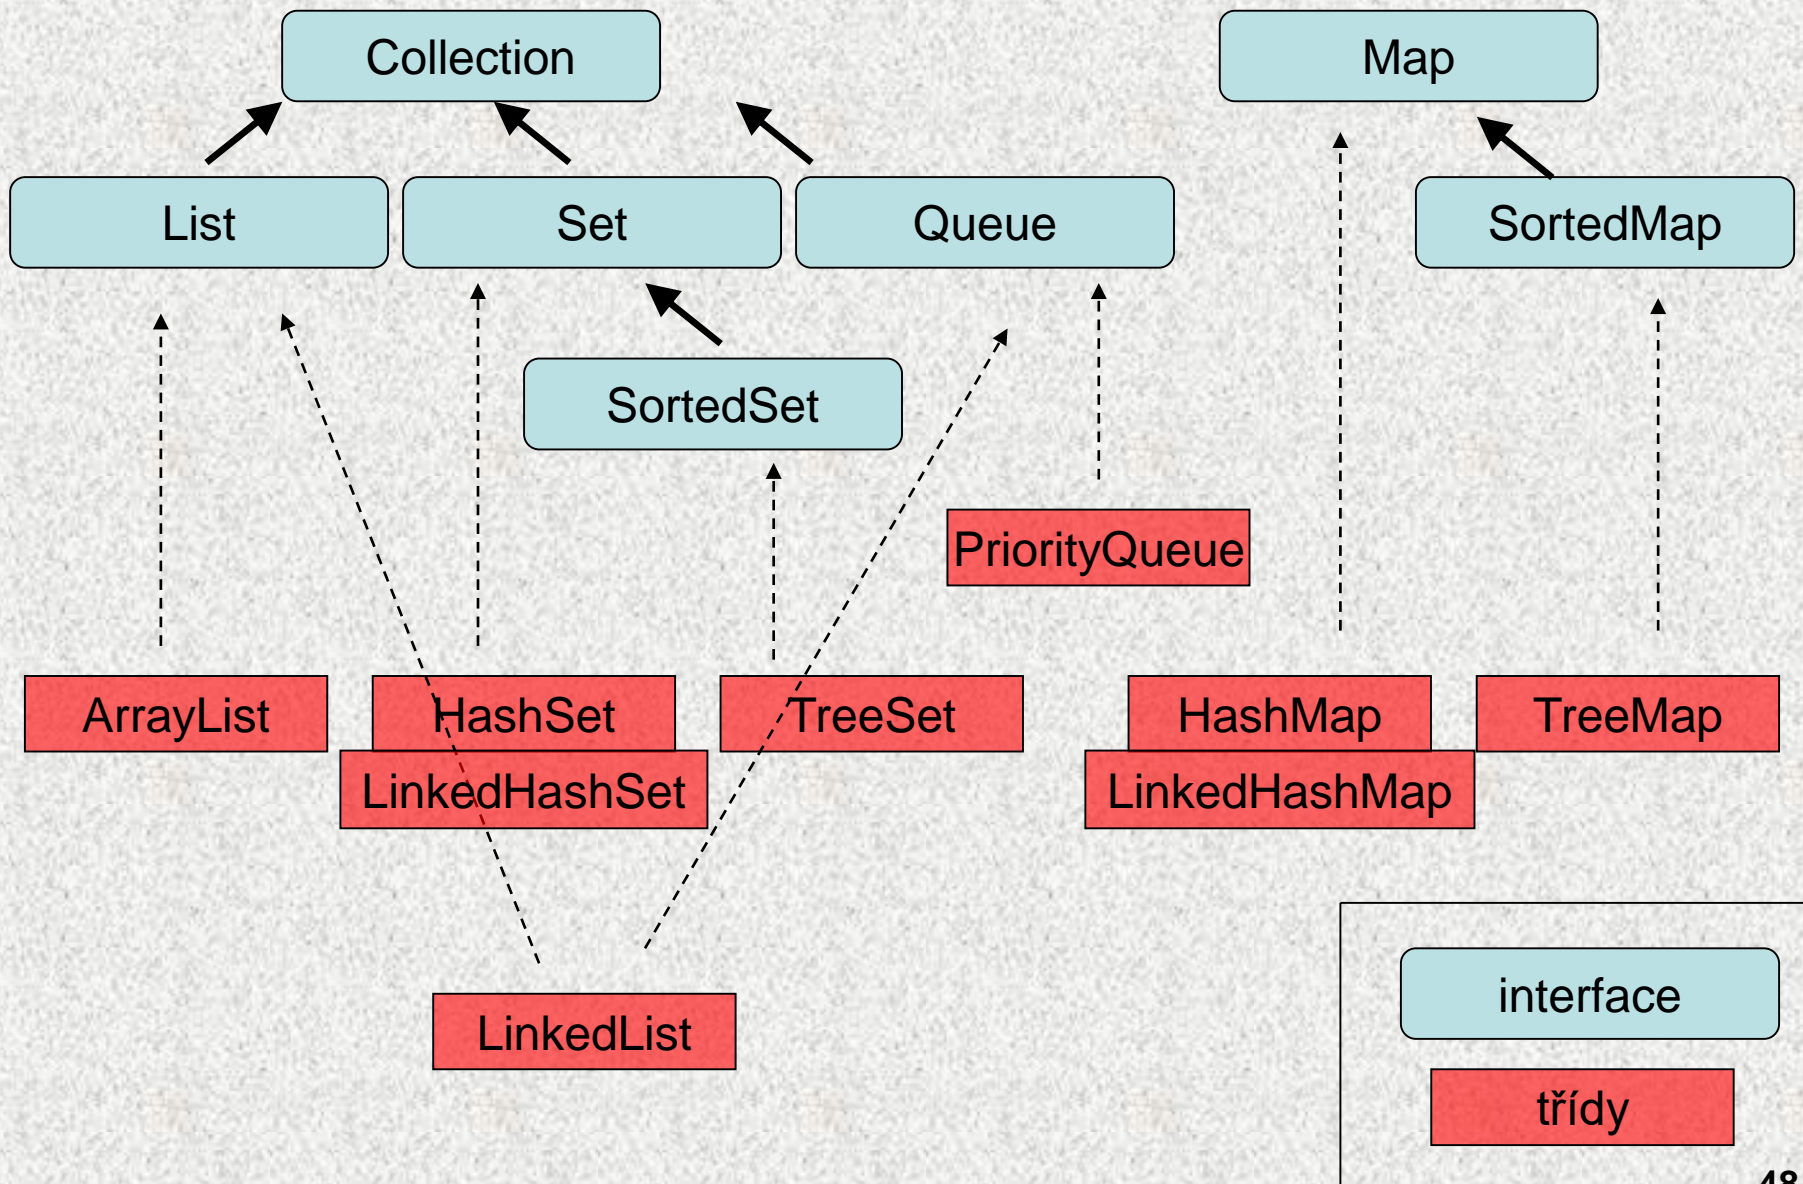 Collection
Map
List
Set
Queue
SortedMap
SortedSet
PriorityQueue
ArrayList
HashSet
TreeSet
HashMap
TreeMap
LinkedHashSet
LinkedHashMap
LinkedList
interface
třídy
48